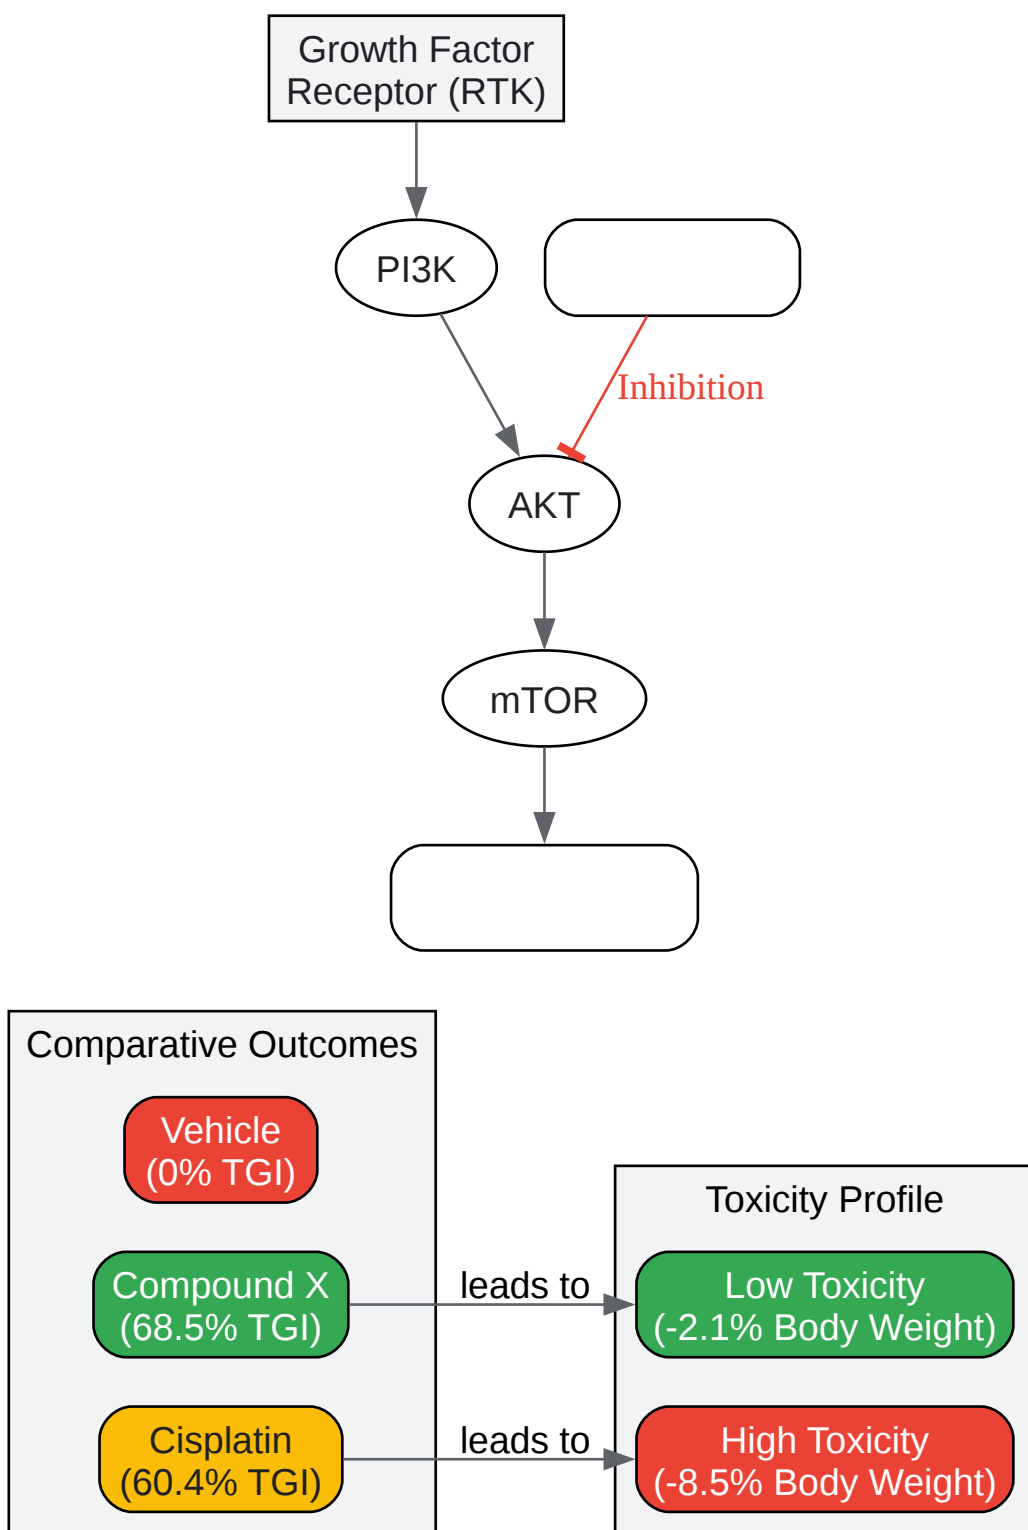 Growth Factor
Receptor (RTK)
PI3K
Inhibition
AKT
mTOR
Comparative Outcomes
Vehicle
(0% TGI)
Toxicity Profile
Compound X
(68.5% TGI)
leads to
Low Toxicity
(-2.1% Body Weight)
Cisplatin
(60.4% TGI)
leads to
High Toxicity
(-8.5% Body Weight)